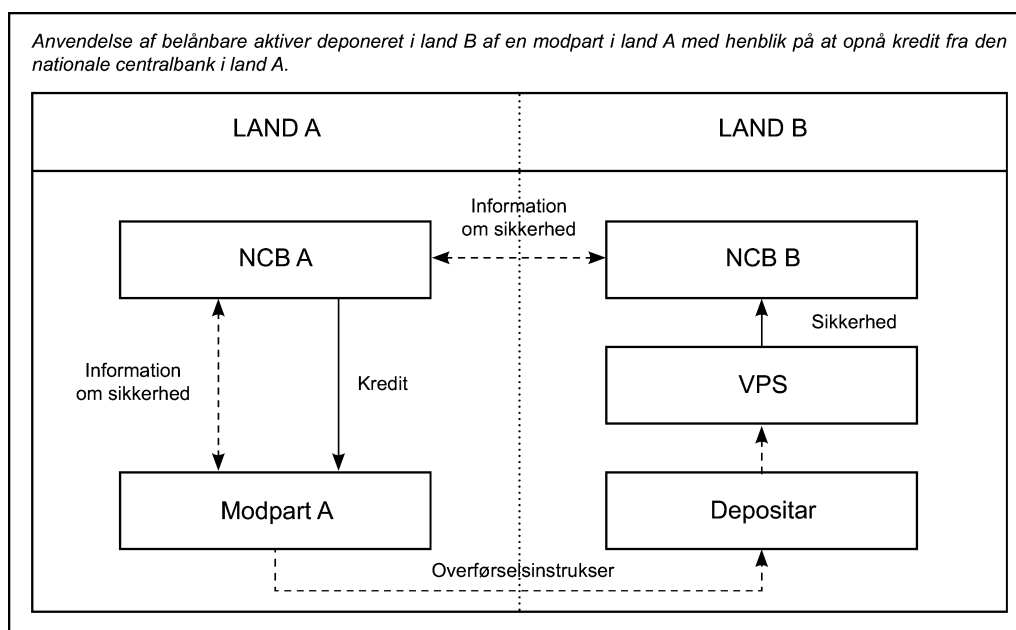 Anvendelse af belånbare aktiver deponeret i land B af en modpart i land A med henblik på at opnå kredit fra den
nationale centralbank i land A.
LAND A
LAND B
Information
om sikkerhed
NCB A
NCB B
Sikkerhed
Information
om sikkerhed
Kredit
VPS
Modpart A
Depositar
Overførselsinstrukser